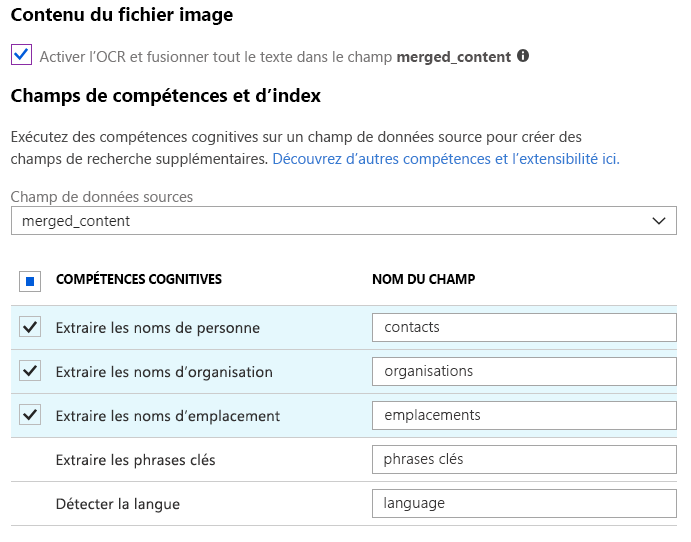 Contenu du fichier image
Activer l’OCR et fusionner tout le texte dans le champ merged_content
Champs de compétences et d’index
Exécutez des compétences cognitives sur un champ de données source pour créer des
champs de recherche supplémentaires. Découvrez d’autres compétences et l’extensibilité ici.
Champ de données sources
merged_content
COMPÉTENCES COGNITIVES NOM DU CHAMP
Extraire les noms de personne contacts
Extraire les noms d’organisation organisations
Extraire les noms d’emplacement emplacements
Extraire les phrases clés phrases clés
Détecter la langue language